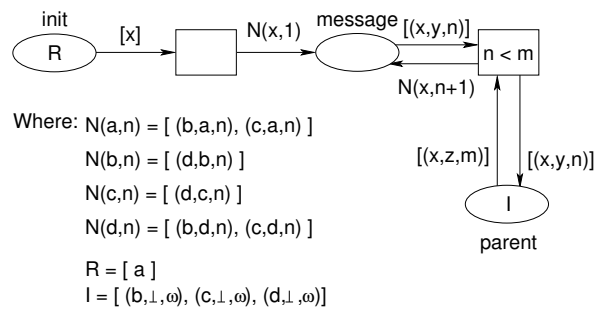 init
R
[x]
N(x,1)
message
[(x,y,n)]
n < m
N(x,n+1)
[(x,z,m)]
[(x,y,n)]
I
parent
Where: N(a,n) = [ (b,a,n), (c,a,n) ]
N(b,n) = [ (d,b,n) ]
N(c,n) = [ (d,c,n) ]
N(d,n) = [ (b,d,n), (c,d,n) ]
R = [ a ]
I = [ (b,⊥,ω), (c,⊥,ω), (d,⊥,ω)]